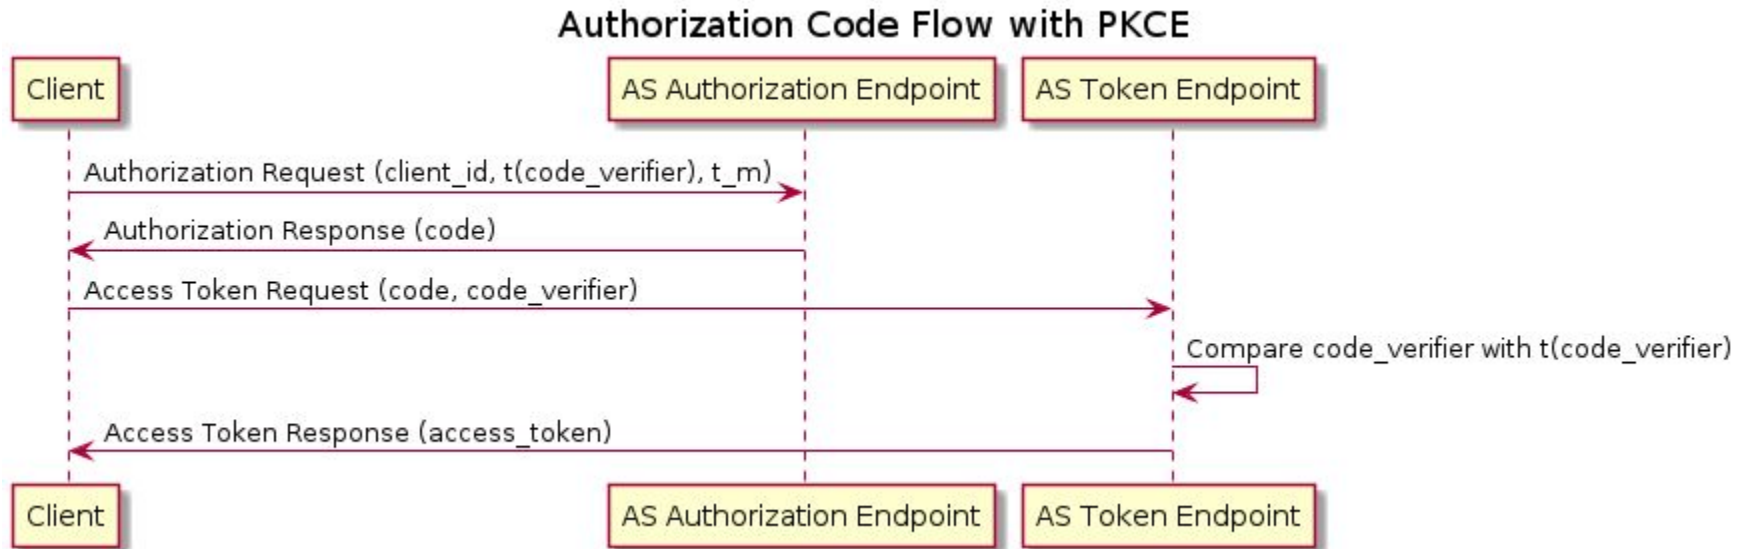 Authorization Code Flow with PKCE
Client
AS Authorization Endpoint
AS Token Endpoint
Authorization Request (client_id, t(code_verifier), t_m)
Authorization Response (code)
Access Token Request (code, code_verifier)
Compare code_verifier with t(code_verifier)
Access Token Response (access_token)
Client
AS Authorization Endpoint
AS Token Endpoint